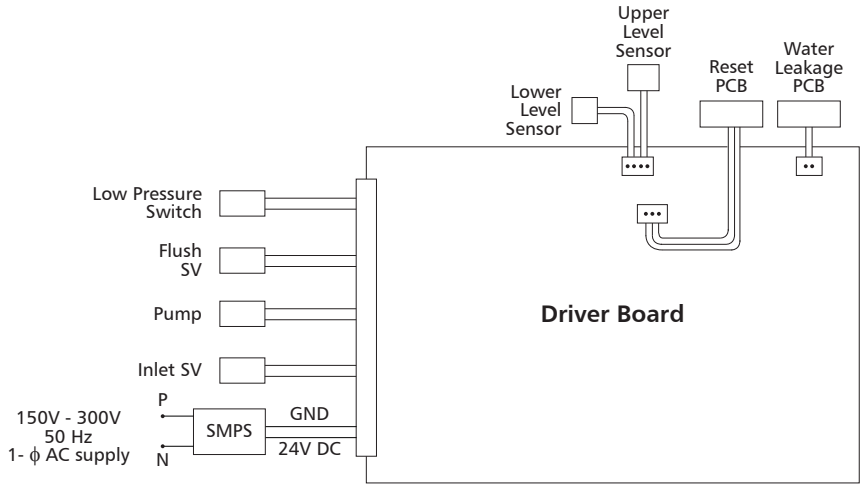 Upper
Level
Sensor
Lower
Level
Sensor
Reset
PCB
Water
Leakage
PCB
Low Pressure
Switch
Flush
SV
Pump
Inlet SV
Driver Board
P
150V - 300V
50 Hz
1- ϕ AC supply
N
SMPS
GND
24V DC